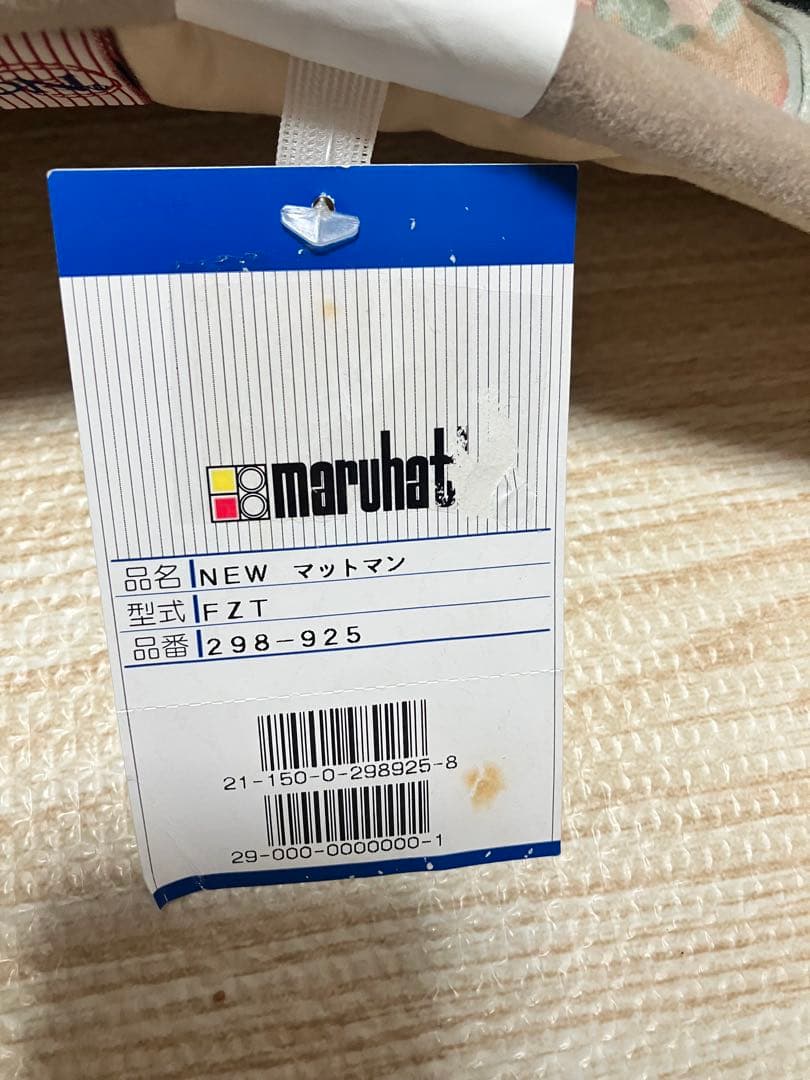 maruhat
品名 NEW マットマン
型式 FZT
品番 298-925
21-150-0-298925-8
29-000-0000000-1